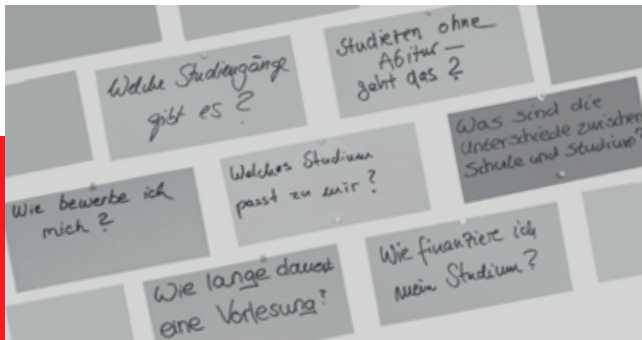 Welche Studiengänge
gibt es?
Studieren ohne
Abitur —
geht das?
Was sind die
Unterschiede zwischen
Schule und Studium?
Wie bewerbe ich
mich?
Welches Studium
passt zu mir?
Wie lange dauert
eine Vorlesung?
Wie finanziere ich
mein Studium?